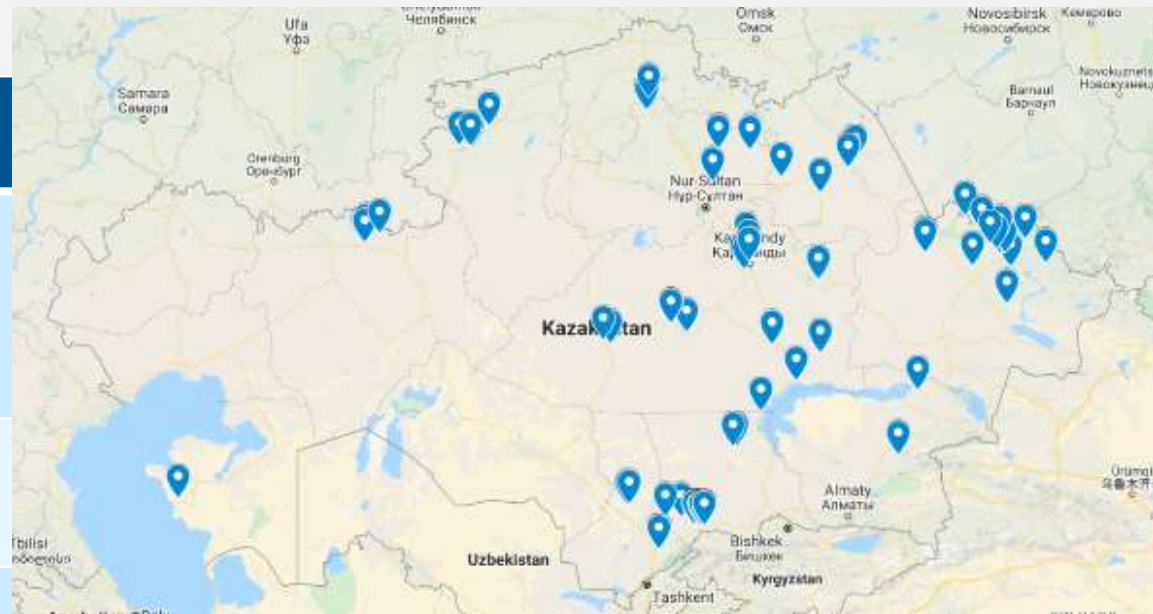 Ufa
Уфа
Челябинск
Omsk
Омск
Novosibirsk
Новосибирск
Кемерово
Samara
Самара
Novokuznets
Новокузнец
Barnaul
Барнаул
Orenburg
Оренбург
Nur-Sultan
Нур-Султан
Kazakhstan
Almaty
Алматы
Bishkek
Бишкек
Kyrgyzstan
Uzbekistan
Tashkent
Tbilisi
Ürümqi